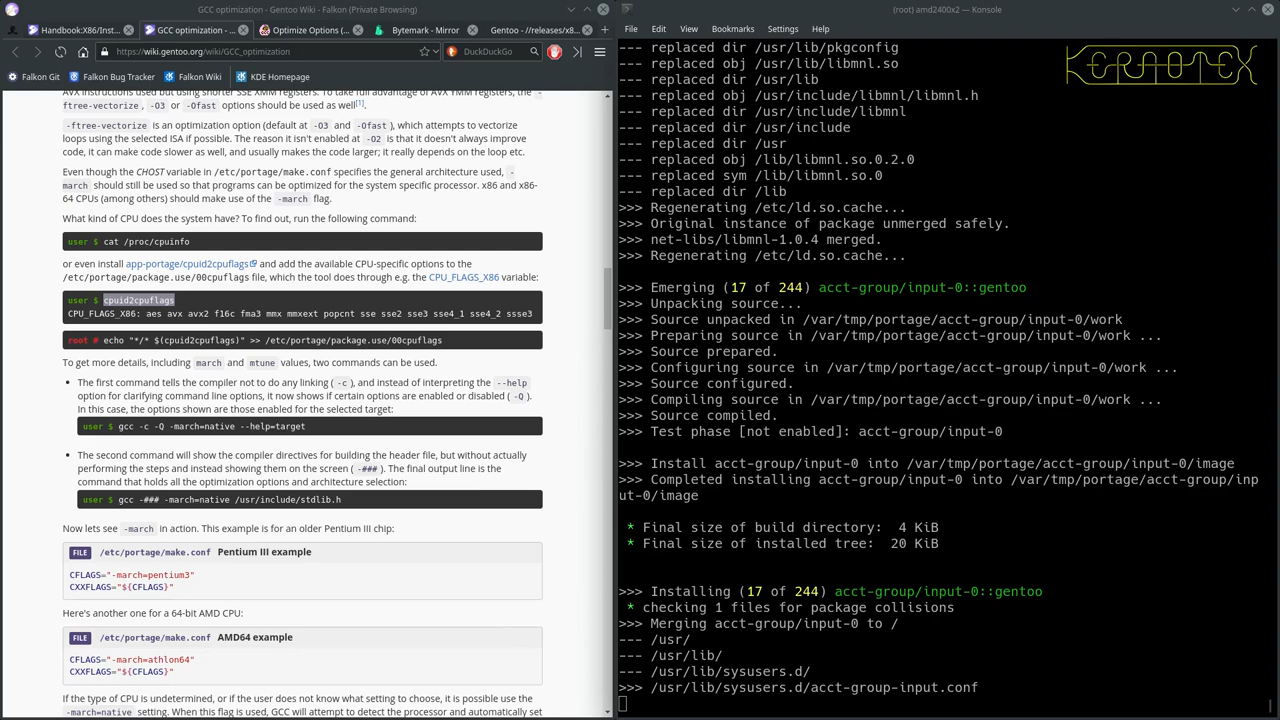 GCC optimization - Gentoo Wiki - Falkon (Private Browsing)
Handbook:X86/Inst...
GCC optimization - ...
Optimize Options (...
Bytemark - Mirror
Gentoo — //releases/x8...
https://wiki.gentoo.org/wiki/GCC_optimization
DuckDuckGo
Falkon Git
Falkon Bug Tracker
Falkon Wiki
KDE Homepage
AVX instructions used but using shorter SSE XMM registers. To take full advantage of AVX YMM registers, the -
ftree-vectorize , -O3 or -Ofast options should be used as well[1].
-ftree-vectorize is an optimization option (default at -O3 and -Ofast), which attempts to vectorize
loops using the selected ISA if possible. The reason it isn't enabled at -O2 is that it doesn't always improve
code, it can make code slower as well, and usually makes the code larger; it really depends on the loop etc.
Even though the CHOST variable in /etc/portage/make.conf specifies the general architecture used, -
march should still be used so that programs can be optimized for the system specific processor. x86 and x86-
64 CPUs (among others) should make use of the -march flag.
What kind of CPU does the system have? To find out, run the following command:
user $ cat /proc/cpuinfo
or even install app-portage/cpuid2cpuflags and add the available CPU-specific options to the
/etc/portage/package.use/00cpuflags file, which the tool does through e.g. the CPU_FLAGS_X86 variable:
user $ cpuid2cpuflags
CPU_FLAGS_X86: aes avx avx2 f16c fma3 mmx mmxext popcnt sse sse2 sse3 sse4_1 sse4_2 ssse3
root # echo "*/* $(cpuid2cpuflags)" >> /etc/portage/package.use/00cpuflags
To get more details, including march and mtune values, two commands can be used.
• The first command tells the compiler not to do any linking ( -c ), and instead of interpreting the --help
option for clarifying command line options, it now shows if certain options are enabled or disabled ( -Q ).
In this case, the options shown are those enabled for the selected target:
user $ gcc -c -Q -march=native --help=target
• The second command will show the compiler directives for building the header file, but without actually
performing the steps and instead showing them on the screen ( -### ). The final output line is the
command that holds all the optimization options and architecture selection:
user $ gcc -### -march=native /usr/include/stdlib.h
Now lets see -march in action. This example is for an older Pentium III chip:
FILE /etc/portage/make.conf Pentium III example
CFLAGS="-march=pentium3"
CXXFLAGS="${CFLAGS}"
Here's another one for a 64-bit AMD CPU:
FILE /etc/portage/make.conf AMD64 example
CFLAGS="-march=athlon64"
CXXFLAGS="${CFLAGS}"
If the type of CPU is undetermined, or if the user does not know what setting to choose, it is possible use the
-march=native setting. When this flag is used, GCC will attempt to detect the processor and automatically set
(root) amd2400x2 — Konsole
File Edit View Bookmarks Settings Help
KERAOTEX
--- replaced dir /usr/lib/pkgconfig
--- replaced obj /usr/lib/libmnl.so
--- replaced dir /usr/lib
--- replaced obj /usr/include/libmnl/libmnl.h
--- replaced dir /usr/include/libmnl
--- replaced dir /usr/include
--- replaced dir /usr
--- replaced obj /lib/libmnl.so.0.2.0
--- replaced sym /lib/libmnl.so.0
--- replaced dir /lib
>>> Regenerating /etc/ld.so.cache...
>>> Original instance of package unmerged safely.
>>> net-libs/libmnl-1.0.4 merged.
>>> Regenerating /etc/ld.so.cache...
>>> Emerging (17 of 244) acct-group/input-0::gentoo
>>> Unpacking source...
>>> Source unpacked in /var/tmp/portage/acct-group/input-0/work
>>> Preparing source in /var/tmp/portage/acct-group/input-0/work ...
>>> Source prepared.
>>> Configuring source in /var/tmp/portage/acct-group/input-0/work ...
>>> Source configured.
>>> Compiling source in /var/tmp/portage/acct-group/input-0/work ...
>>> Source compiled.
>>> Test phase [not enabled]: acct-group/input-0
>>> Install acct-group/input-0 into /var/tmp/portage/acct-group/input-0/image
>>> Completed installing acct-group/input-0 into /var/tmp/portage/acct-group/inp
ut-0/image
* Final size of build directory: 4 KiB
* Final size of installed tree: 20 KiB
>>> Installing (17 of 244) acct-group/input-0::gentoo
* checking 1 files for package collisions
>>> Merging acct-group/input-0 to /
--- /usr/
--- /usr/lib/
--- /usr/lib/sysusers.d/
>>> /usr/lib/sysusers.d/acct-group-input.conf